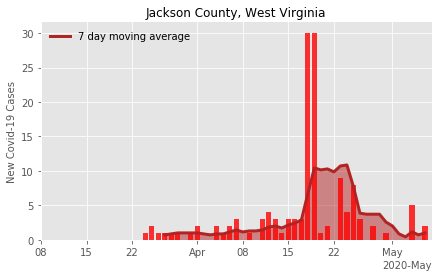 Jackson County, West Virginia
7 day moving average
New Covid-19 Cases
30
25
20
15
10
5
0
08 15 22 Apr 08 15 22 May
2020-May